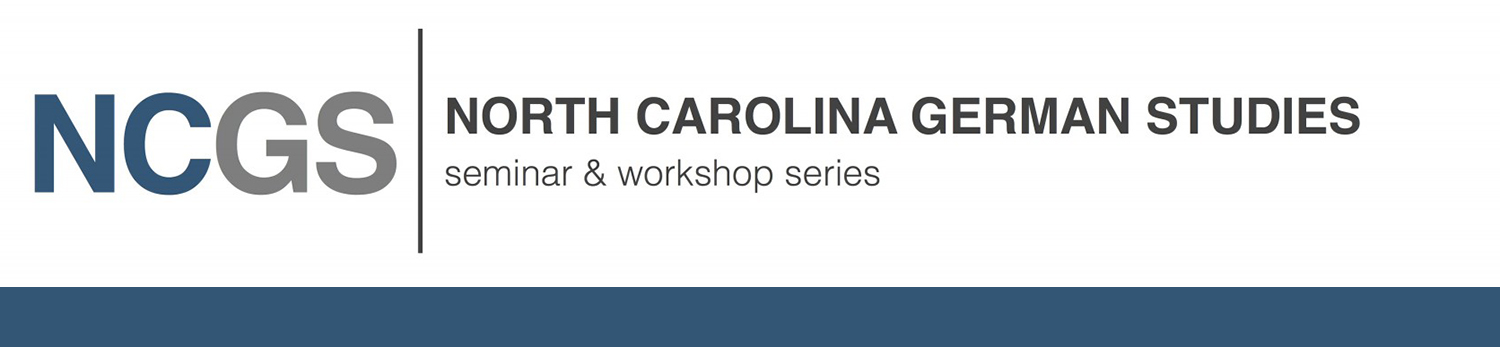 NCGS
NORTH CAROLINA GERMAN STUDIES
seminar & workshop series